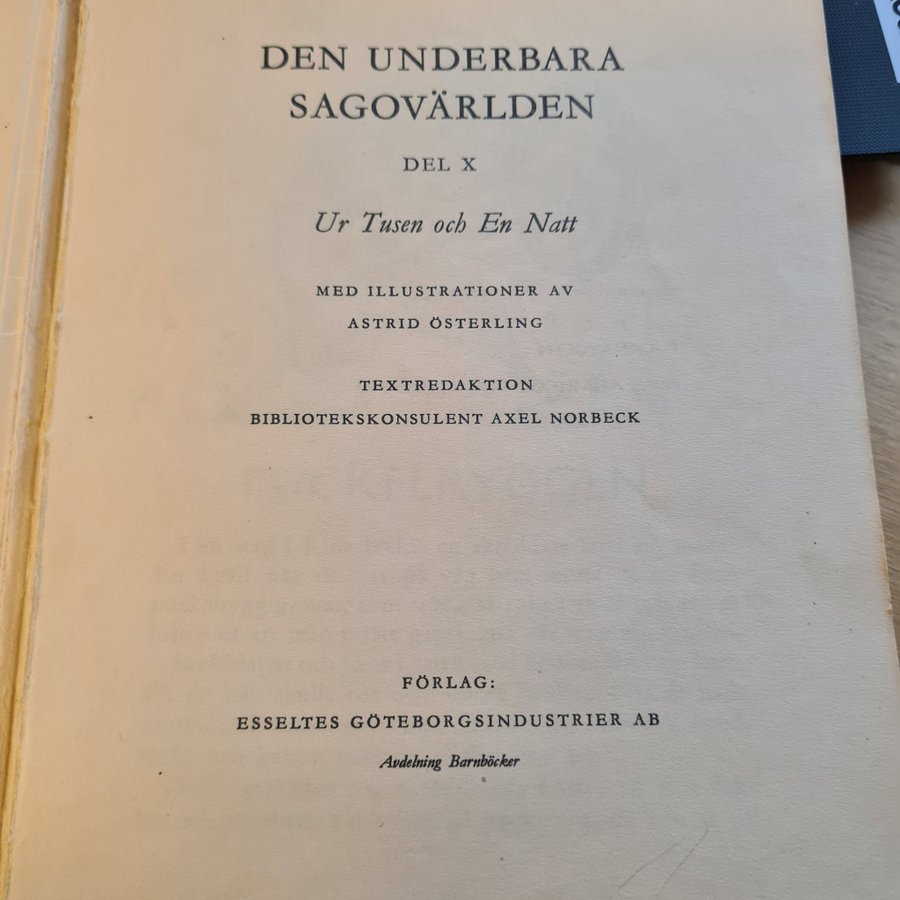 DEN UNDERBARA
SAGOVÄRLDEN
DEL X
Ur Tusen och En Natt
MED ILLUSTRATIONER AV
ASTRID ÖSTERLING
TEXTREDAKTION
BIBLIOTEKSKONSULENT AXEL NORBECK
FÖRLAG:
ESSELTES GÖTEBORGSINDUSTRIER AB
Avdelning Barnböcker